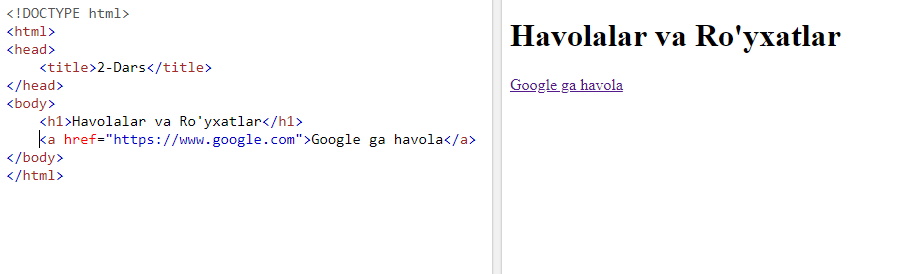 <!DOCTYPE html>
<html>
<head>
    <title>2-Dars</title>
</head>
<body>
    <h1>Havolalar va Ro'yxatlar</h1>
    <a href="https://www.google.com">Google ga havola</a>
</body>
</html>
Havolalar va Ro'yxatlar
Google ga havola